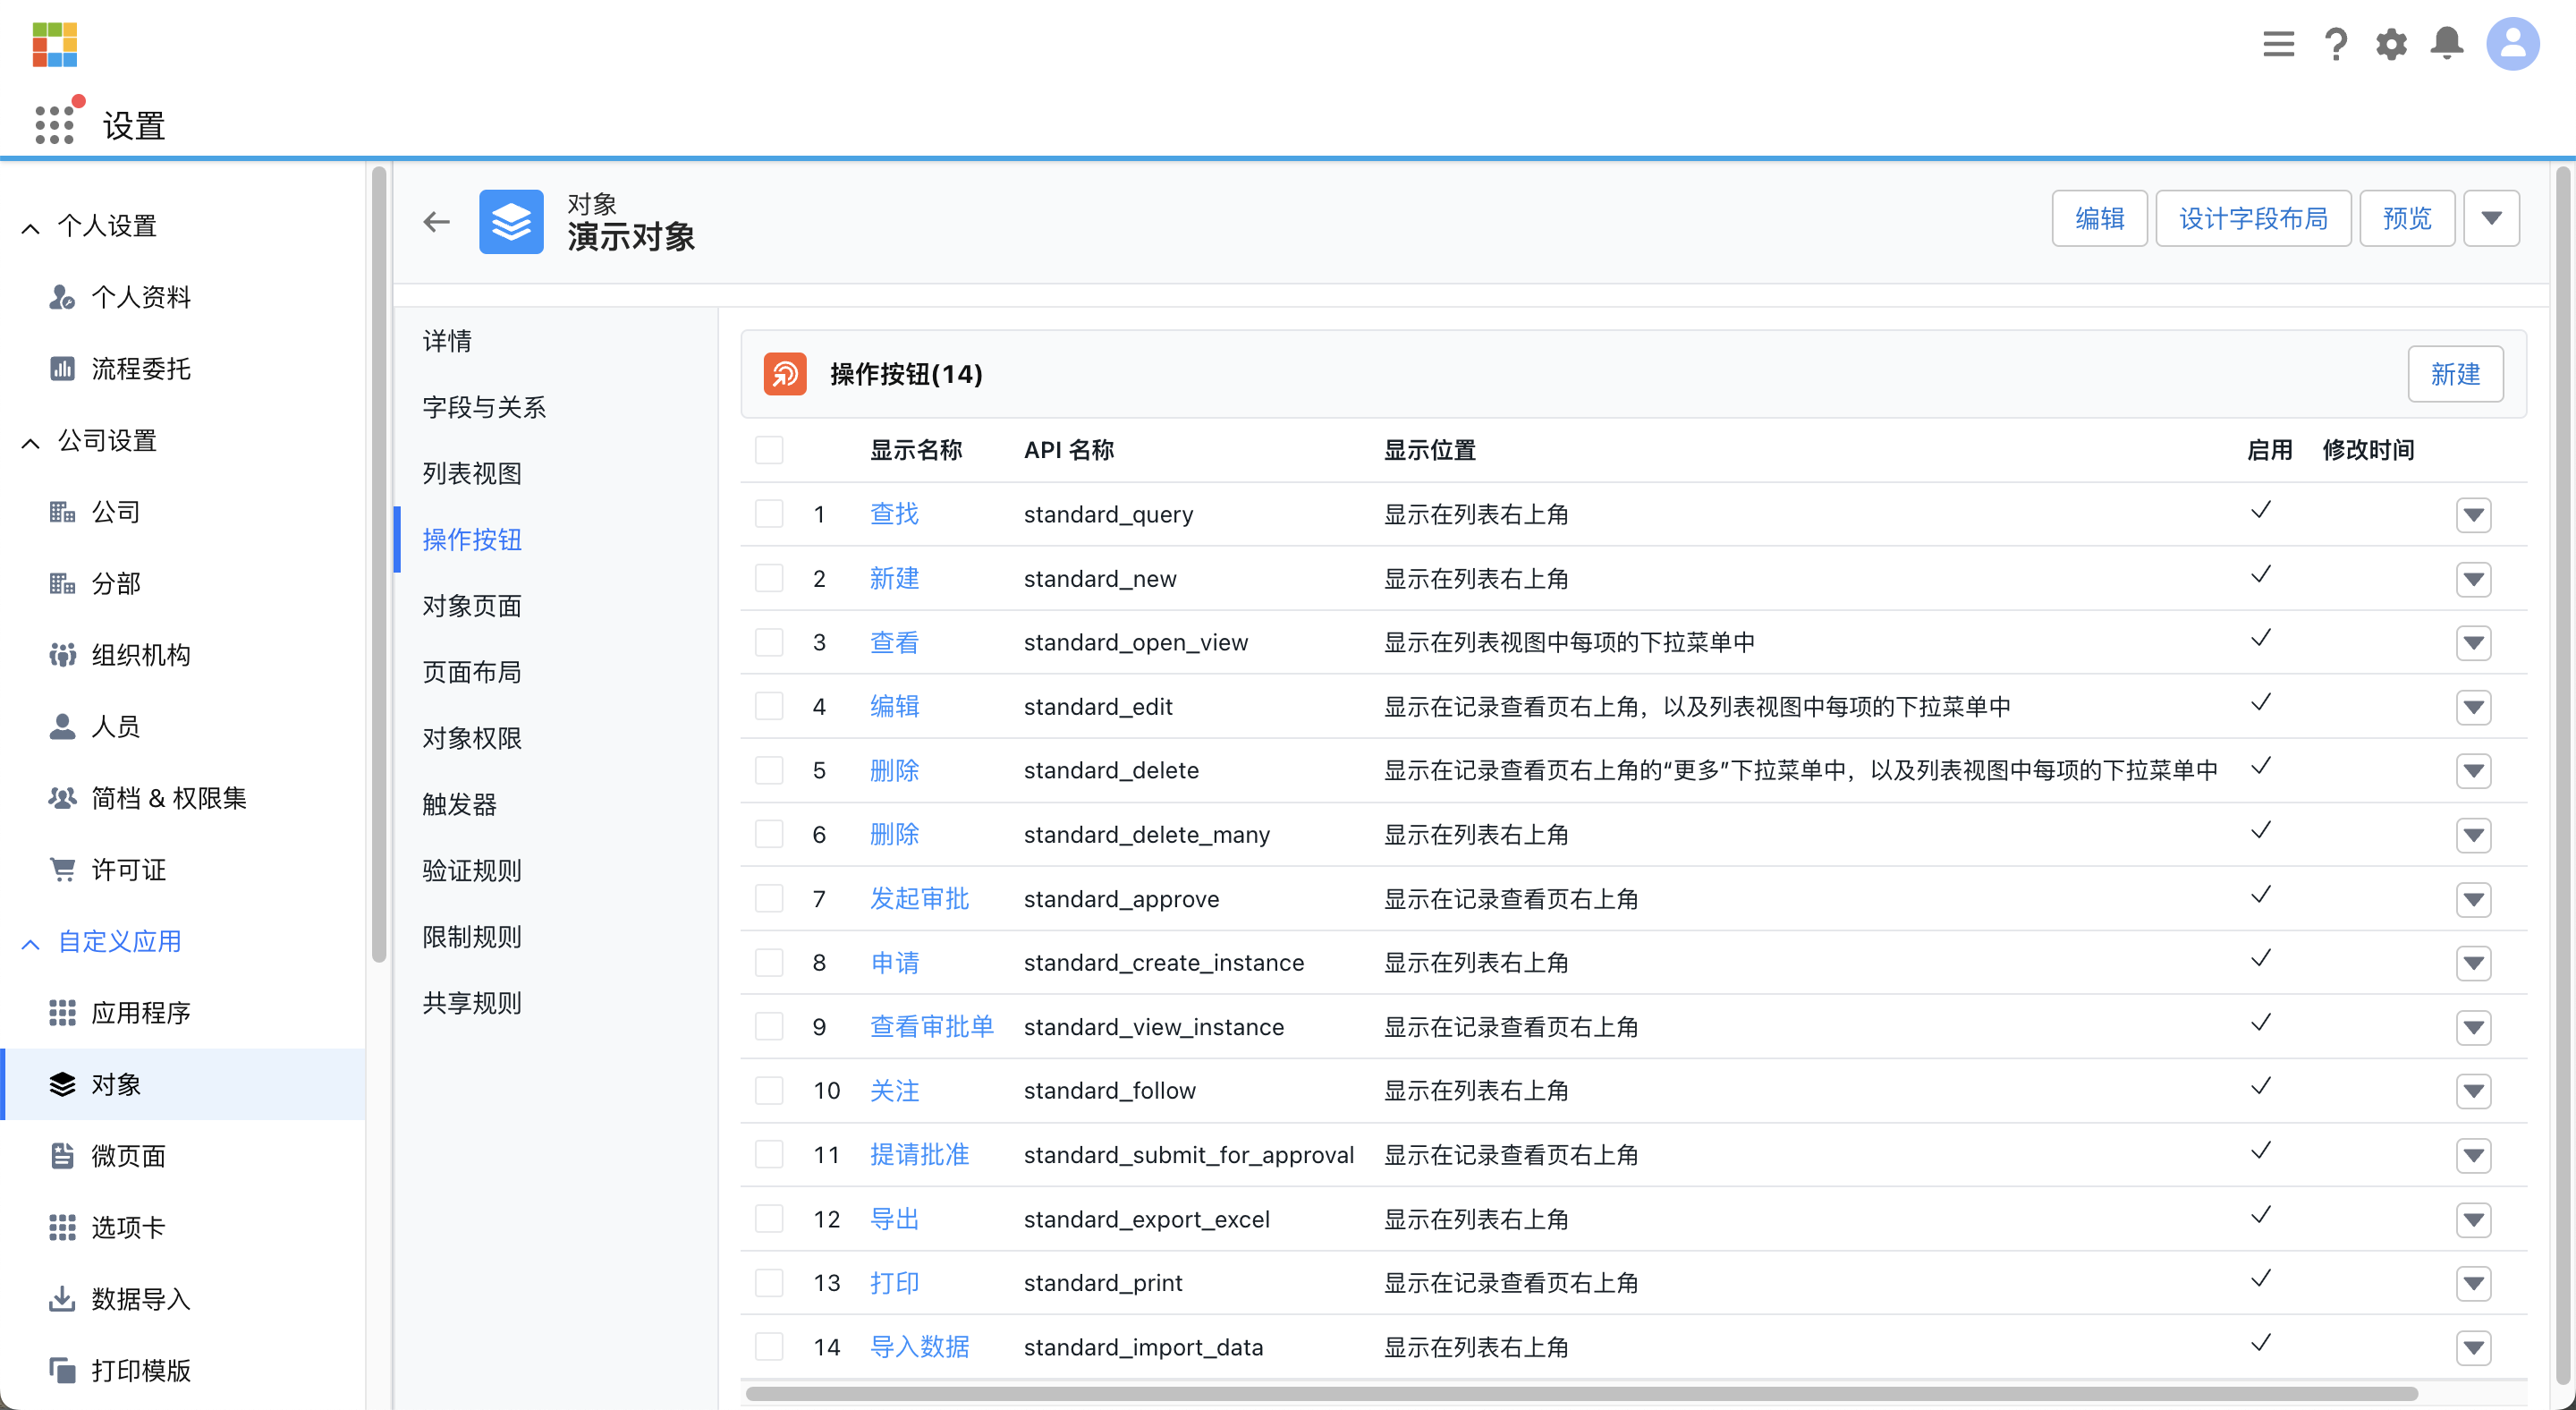 设置
个人设置
个人资料
流程委托
公司设置
公司
分部
组织机构
人员
简档 & 权限集
许可证
自定义应用
应用程序
对象
微页面
选项卡
数据导入
打印模版
对象
演示对象
编辑 设计字段布局 预览
详情
字段与关系
列表视图
操作按钮
对象页面
页面布局
对象权限
触发器
验证规则
限制规则
共享规则
操作按钮(14) 新建
显示名称 API 名称 显示位置 启用 修改时间
1 查找 standard_query 显示在列表右上角
2 新建 standard_new 显示在列表右上角
3 查看 standard_open_view 显示在列表视图中每项的下拉菜单中
4 编辑 standard_edit 显示在记录查看页右上角，以及列表视图中每项的下拉菜单中
5 删除 standard_delete 显示在记录查看页右上角的“更多”下拉菜单中，以及列表视图中每项的下拉菜单中
6 删除 standard_delete_many 显示在列表右上角
7 发起审批 standard_approve 显示在记录查看页右上角
8 申请 standard_create_instance 显示在列表右上角
9 查看审批单 standard_view_instance 显示在记录查看页右上角
10 关注 standard_follow 显示在列表右上角
11 提请批准 standard_submit_for_approval 显示在记录查看页右上角
12 导出 standard_export_excel 显示在列表右上角
13 打印 standard_print 显示在记录查看页右上角
14 导入数据 standard_import_data 显示在列表右上角